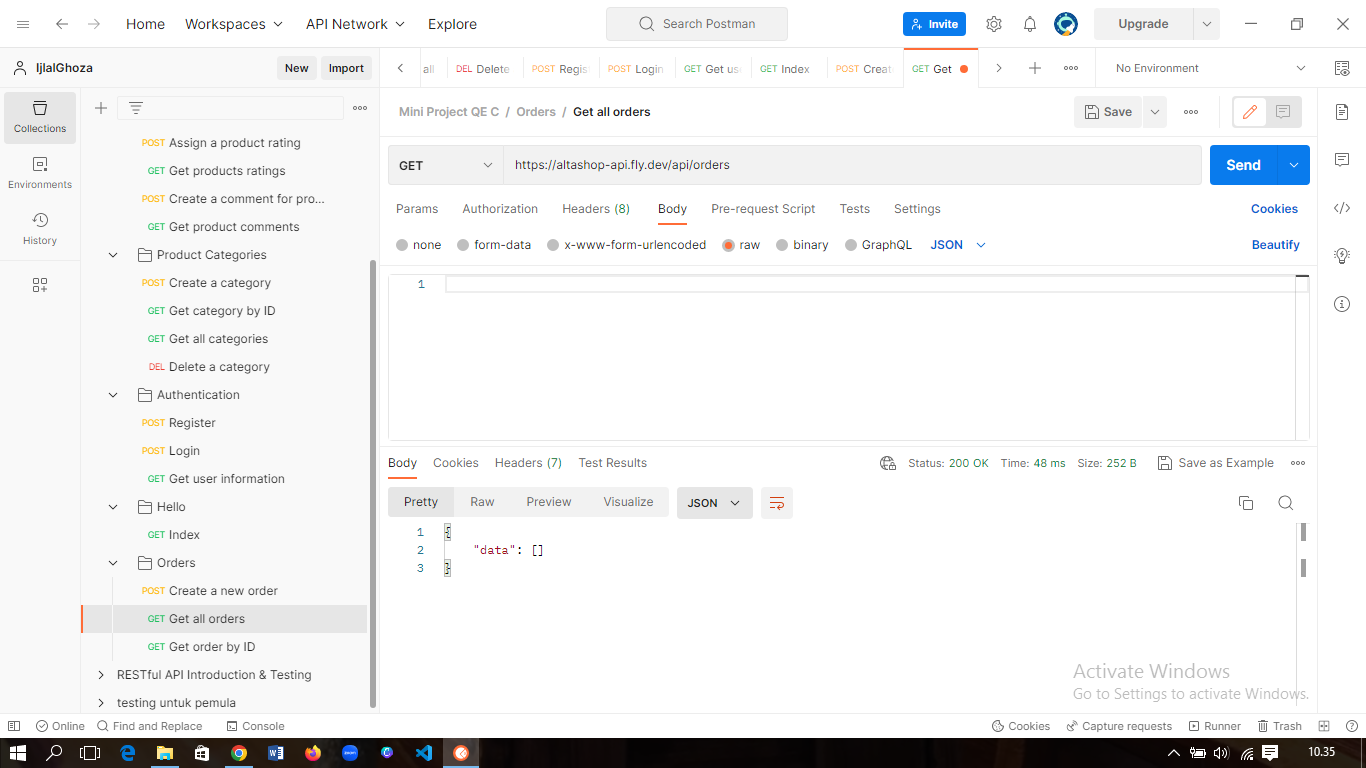 Home Workspaces API Network Explore Search Postman Invite Upgrade
IjlalGhoza New Import
all DEL Delete POST Regis POST Login GET Get use GET Index POST Creat GET Get No Environment
Mini Project QE C / Orders / Get all orders Save
GET https://altashop-api.fly.dev/api/orders Send
Params Authorization Headers (8) Body Pre-request Script Tests Settings Cookies
none form-data x-www-form-urlencoded raw binary GraphQL JSON Beautify
1
Collections
Environments
History
POST Assign a product rating
GET Get products ratings
POST Create a comment for pro...
GET Get product comments
Product Categories
POST Create a category
GET Get category by ID
GET Get all categories
DEL Delete a category
Authentication
POST Register
POST Login
GET Get user information
Hello
GET Index
Orders
POST Create a new order
GET Get all orders
GET Get order by ID
RESTful API Introduction & Testing
testing untuk pemula
Body Cookies Headers (7) Test Results Status: 200 OK Time: 48 ms Size: 252 B Save as Example
Pretty Raw Preview Visualize JSON
1 {
2 "data": []
3 }
Activate Windows
Go to Settings to activate Windows.
Online Find and Replace Console Cookies Capture requests Runner Trash
10.35